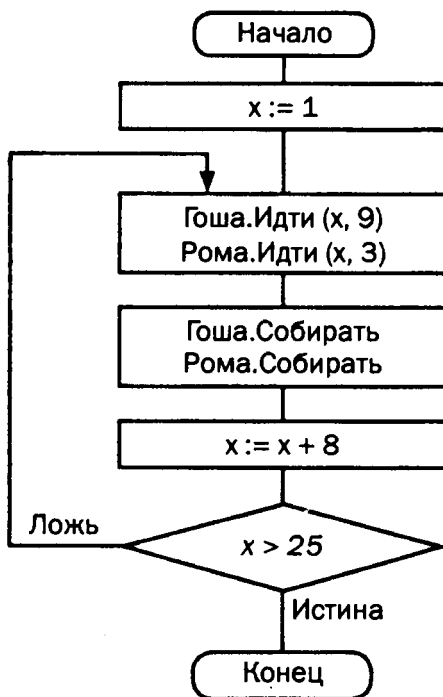 Начало
x := 1
Гоша.Идти (x, 9)
Рома.Идти (x, 3)
Гоша.Собирать
Рома.Собирать
x := x + 8
Ложь
x > 25
Истина
Конец